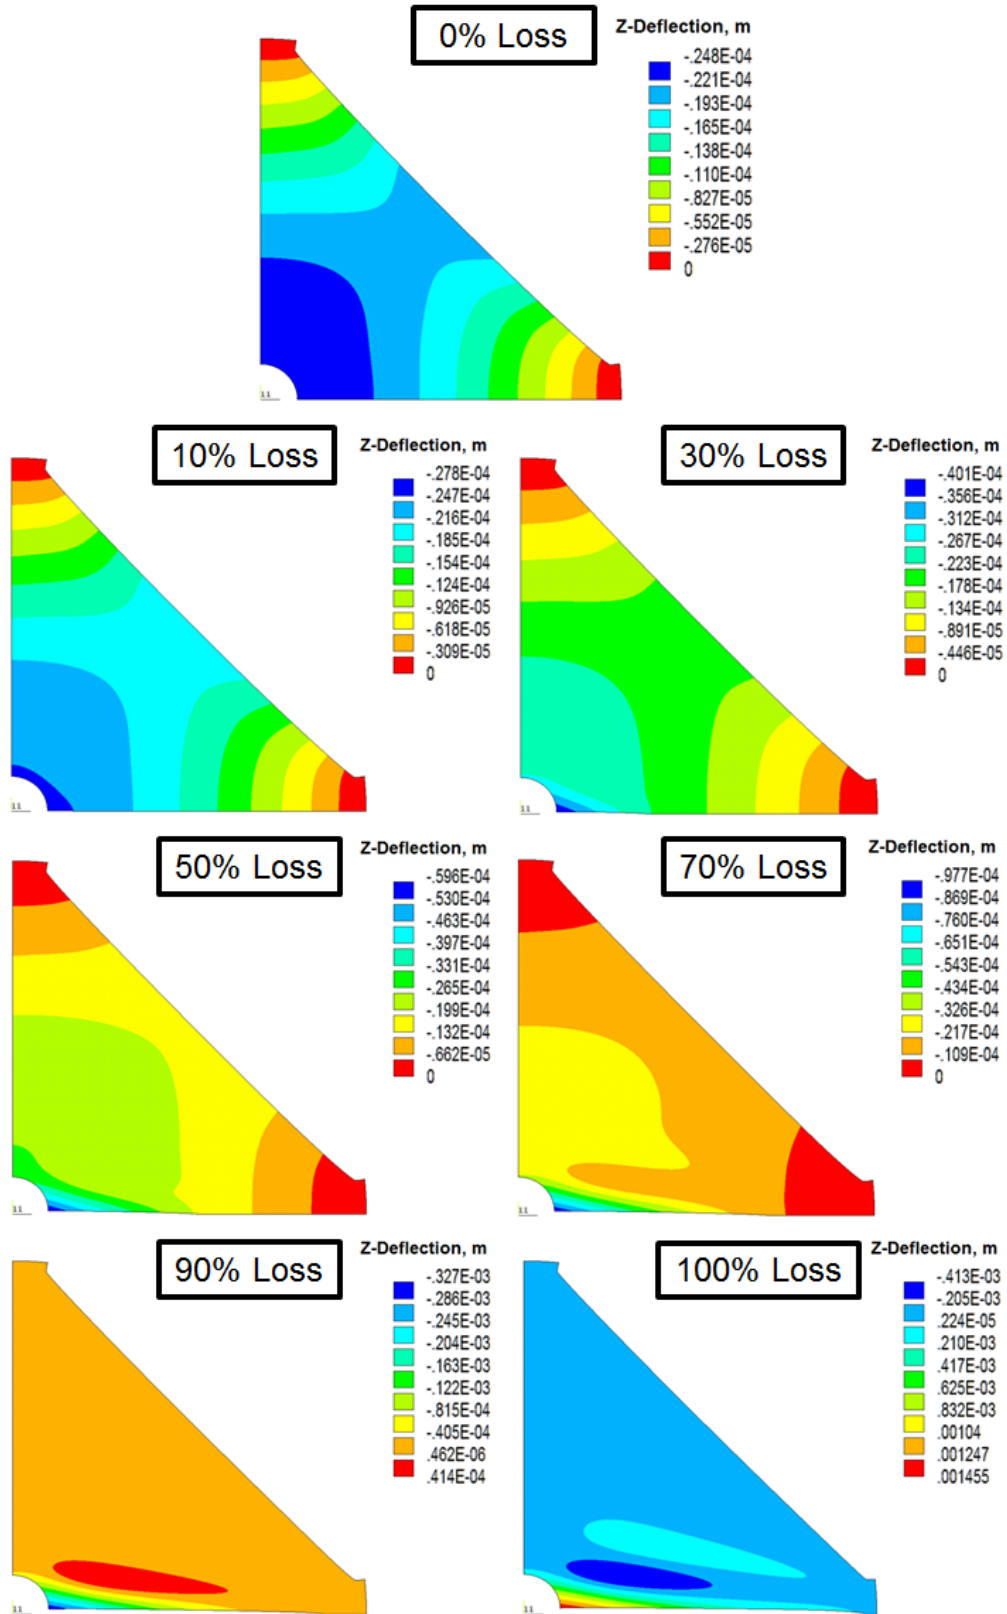 0% Loss
Z-Deflection, m
-.248E-04
-.221E-04
-.193E-04
-.165E-04
-.138E-04
-.110E-04
-.827E-05
-.552E-05
-.276E-05
0
11
10% Loss
Z-Deflection, m
-.278E-04
-.247E-04
-.216E-04
-.185E-04
-.154E-04
-.124E-04
-.926E-05
-.618E-05
-.309E-05
0
11
30% Loss
Z-Deflection, m
-.401E-04
-.356E-04
-.312E-04
-.267E-04
-.223E-04
-.178E-04
-.134E-04
-.891E-05
-.446E-05
0
11
50% Loss
Z-Deflection, m
-.596E-04
-.530E-04
-.463E-04
-.397E-04
-.331E-04
-.265E-04
-.199E-04
-.132E-04
-.662E-05
0
11
70% Loss
Z-Deflection, m
-.977E-04
-.869E-04
-.760E-04
-.651E-04
-.543E-04
-.434E-04
-.326E-04
-.217E-04
-.109E-04
0
11
90% Loss
Z-Deflection, m
-.327E-03
-.286E-03
-.245E-03
-.204E-03
-.163E-03
-.122E-03
-.815E-04
-.405E-04
.462E-06
.414E-04
11
100% Loss
Z-Deflection, m
-.413E-03
-.205E-03
.224E-05
.210E-03
.417E-03
.625E-03
.832E-03
.00104
.001247
.001455
11